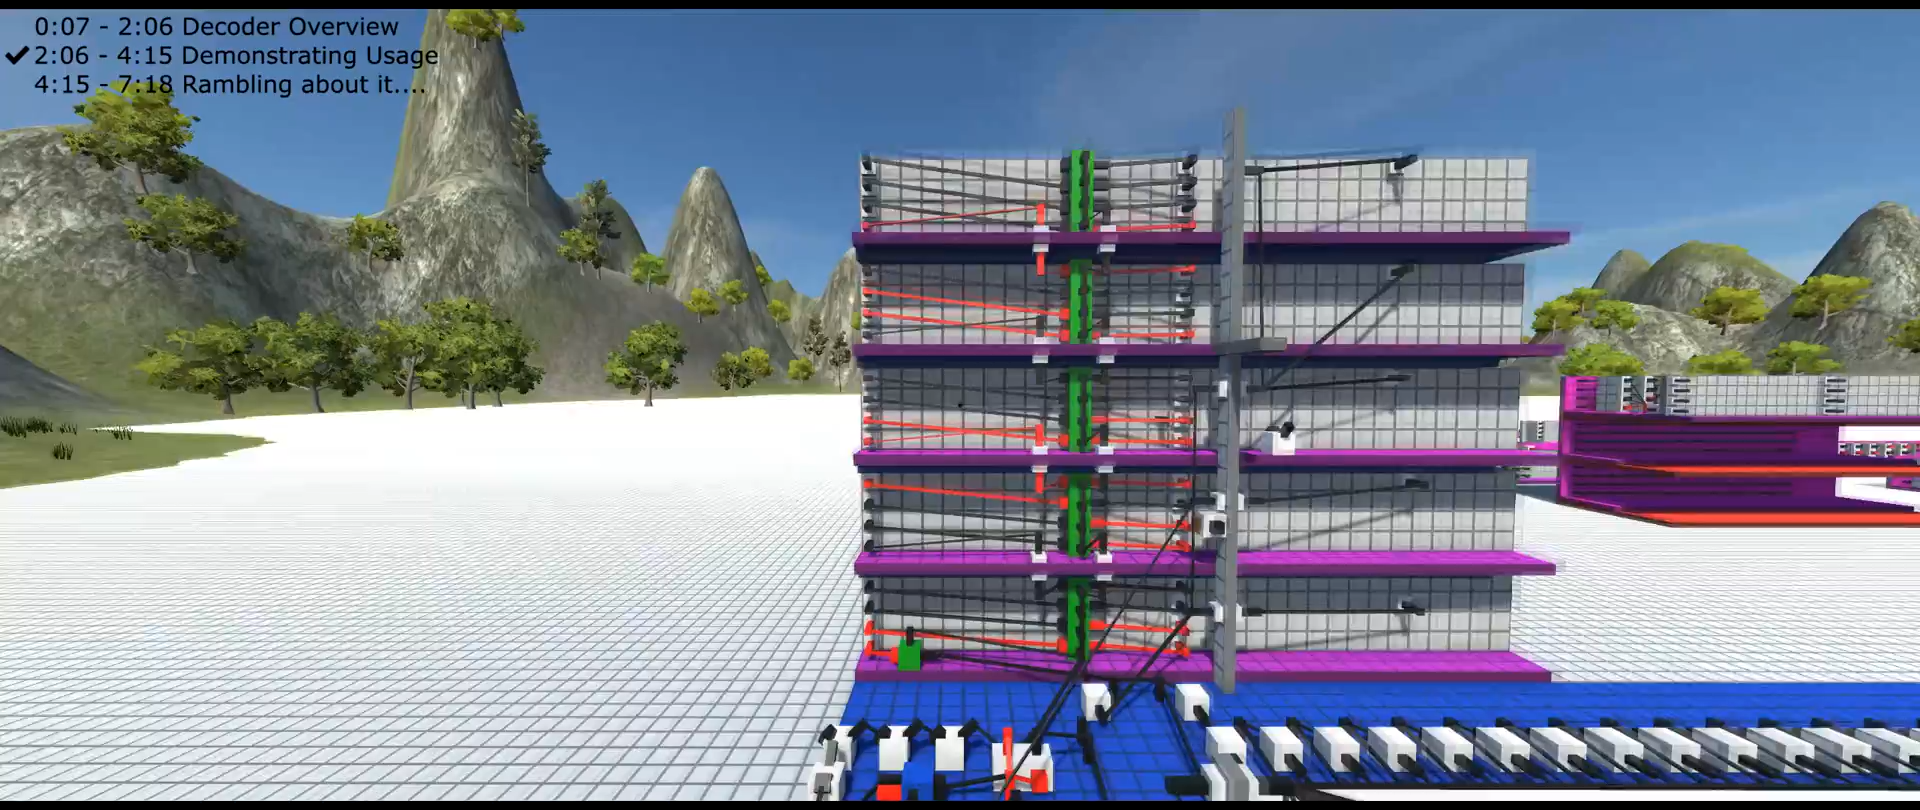 0:07 - 2:06 Decoder Overview
2:06 - 4:15 Demonstrating Usage
4:15 - 7:18 Rambling about it....